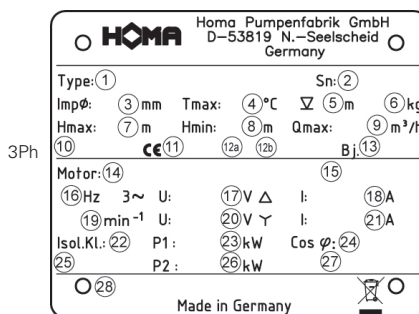 HOMA Homa Pumpenfabrik GmbH
D-53819 N.-Seelscheid
Germany
Type: 1 Sn: 2
Impø: 3 mm Tmax: 4 °C ∇ 5 m 6 kg
Hmax: 7 m Hmin: 8 m Qmax: 9 m³/h
3Ph
10 CE 11 12a 12b Bj. 13
Motor: 14 15
16 Hz 3~ U: 17 V △ I: 18 A
19 min⁻¹ U: 20 V Y I: 21 A
Isol.Kl.: 22 P1: 23 kW Cos φ: 24
25 P2: 26 kW 27
28
Made in Germany